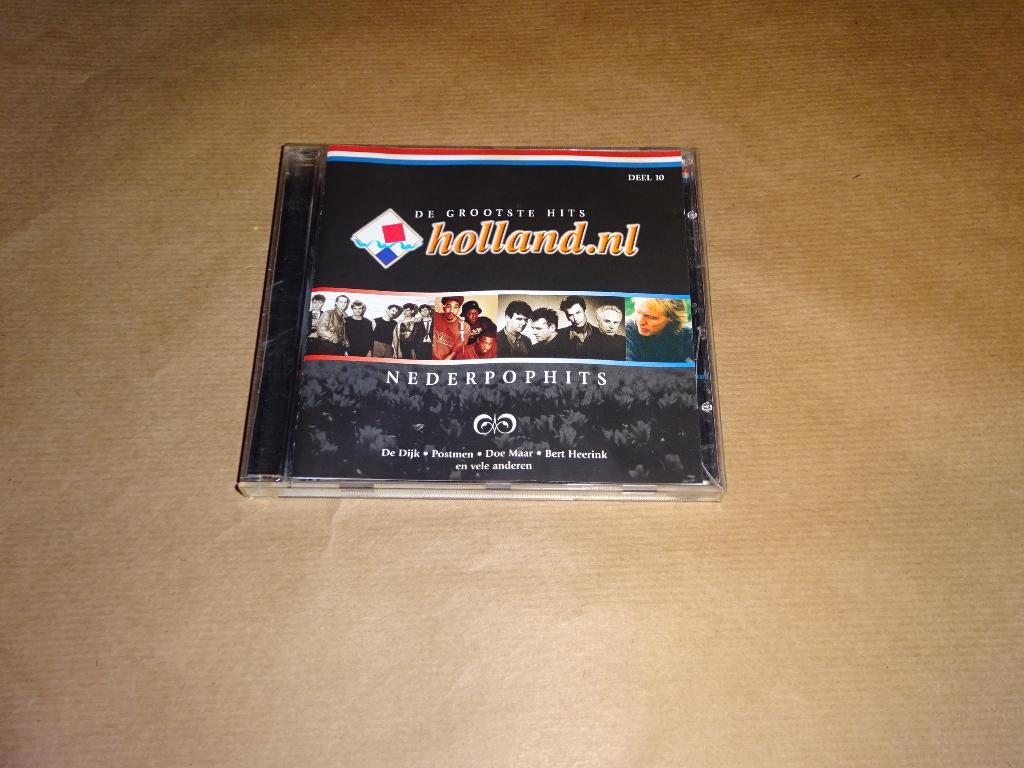 DEEL 10
DE GROOTSTE HITS
holland.nl
NEDERPOPHITS
De Dijk • Postmen • Doe Maar • Bert Heerink
en vele anderen